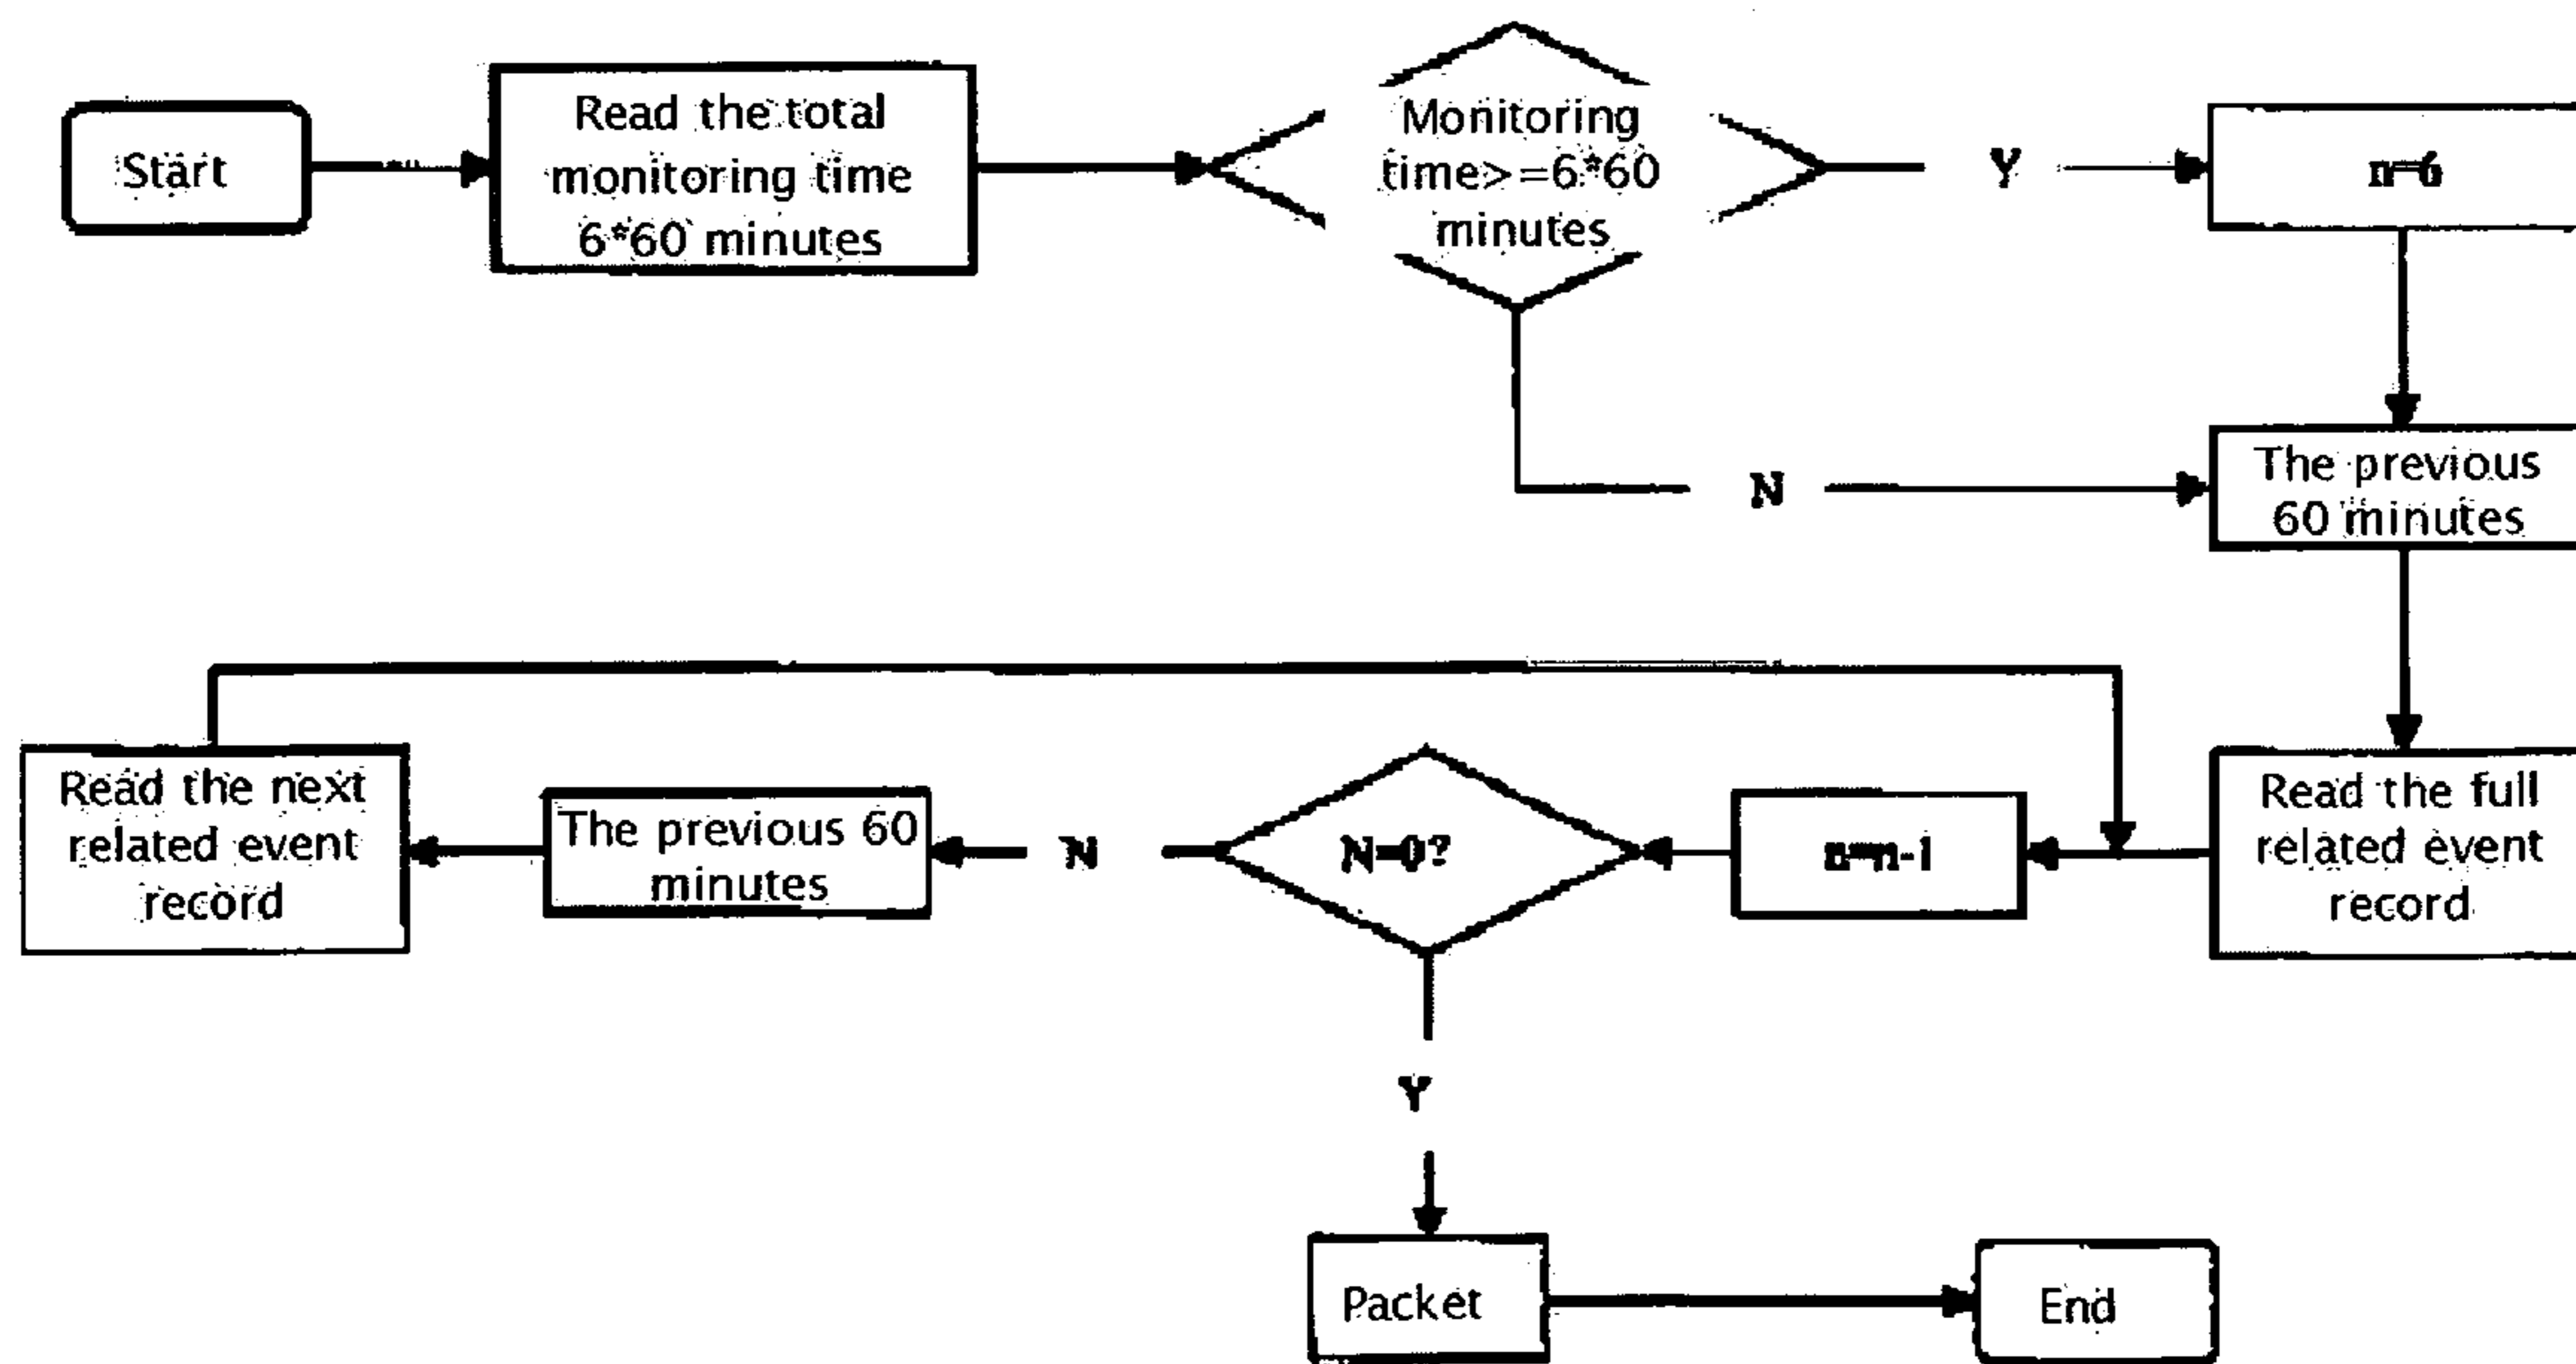 Start
Read the total
monitoring time
6*60 minutes
Monitoring
time>=6*60
minutes
Y
n=6
N
The previous
60 minutes
Read the full
related event
record
n=n-1
N=0?
N
The previous 60
minutes
Read the next
related event
record
Y
Packet
End